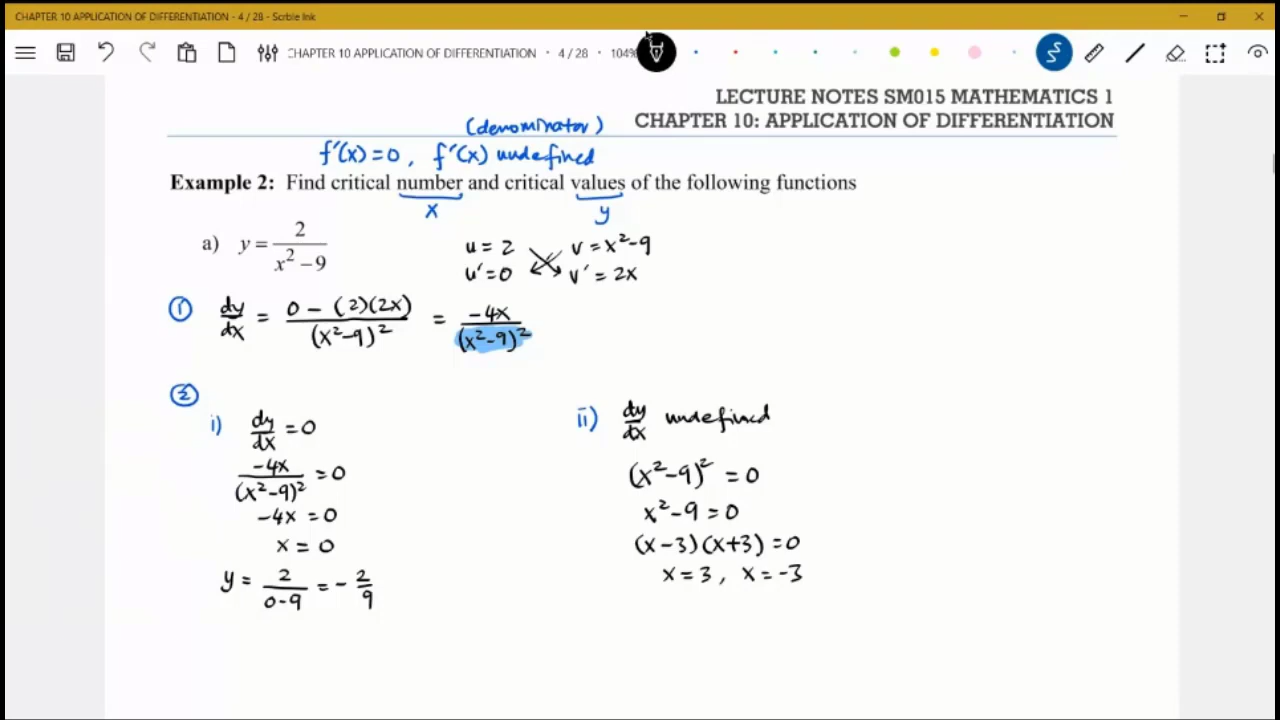 CHAPTER 10 APPLICATION OF DIFFERENTIATION - 4 / 28 - Scrble Ink
CHAPTER 10 APPLICATION OF DIFFERENTIATION • 4 / 28 • 104%
LECTURE NOTES SM015 MATHEMATICS 1
CHAPTER 10: APPLICATION OF DIFFERENTIATION
(denominator)
f'(x) = 0, f'(x) undefined
Example 2: Find critical number and critical values of the following functions
x y
a) y = 2/(x² − 9)
u = 2 v = x² − 9
u' = 0 v' = 2x
① dy/dx = (0 − (2)(2x))/(x² − 9)² = −4x/(x² − 9)²
②
i) dy/dx = 0
−4x/(x² − 9)² = 0
−4x = 0
x = 0
y = 2/(0 − 9) = − 2/9
ii) dy/dx undefined
(x² − 9)² = 0
x² − 9 = 0
(x − 3)(x + 3) = 0
x = 3, x = −3